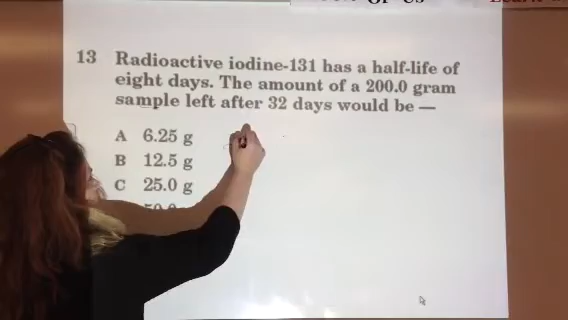 13 Radioactive iodine-131 has a half-life of
eight days. The amount of a 200.0 gram
sample left after 32 days would be —
A 6.25 g
B 12.5 g
C 25.0 g